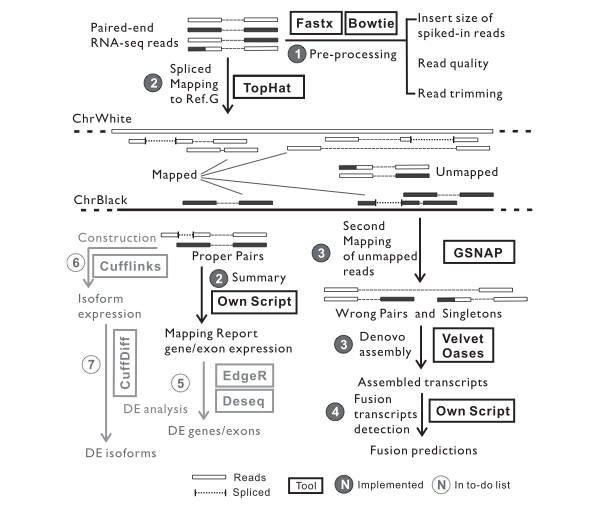 Paired-end
RNA-seq reads
Fastx
Bowtie
1 Pre-processing
Insert size of
spiked-in reads
Read quality
Read trimming
2 Spliced
Mapping
to Ref.G
TopHat
ChrWhite
Mapped
Unmapped
ChrBlack
Construction
6
Cufflinks
Isoform
expression
7
CuffDiff
DE isoforms
Proper Pairs
2 Summary
Own Script
Mapping Report
gene/exon expression
5
EdgeR
Deseq
DE analysis
DE genes/exons
3 Second
Mapping
of unmapped
reads
GSNAP
Wrong Pairs and Singletons
3 Denovo
assembly
Velvet
Oases
Assembled transcripts
4 Fusion
transcripts
detection
Own Script
Fusion predictions
Reads
Spliced
Tool
N Implemented
N In to-do list